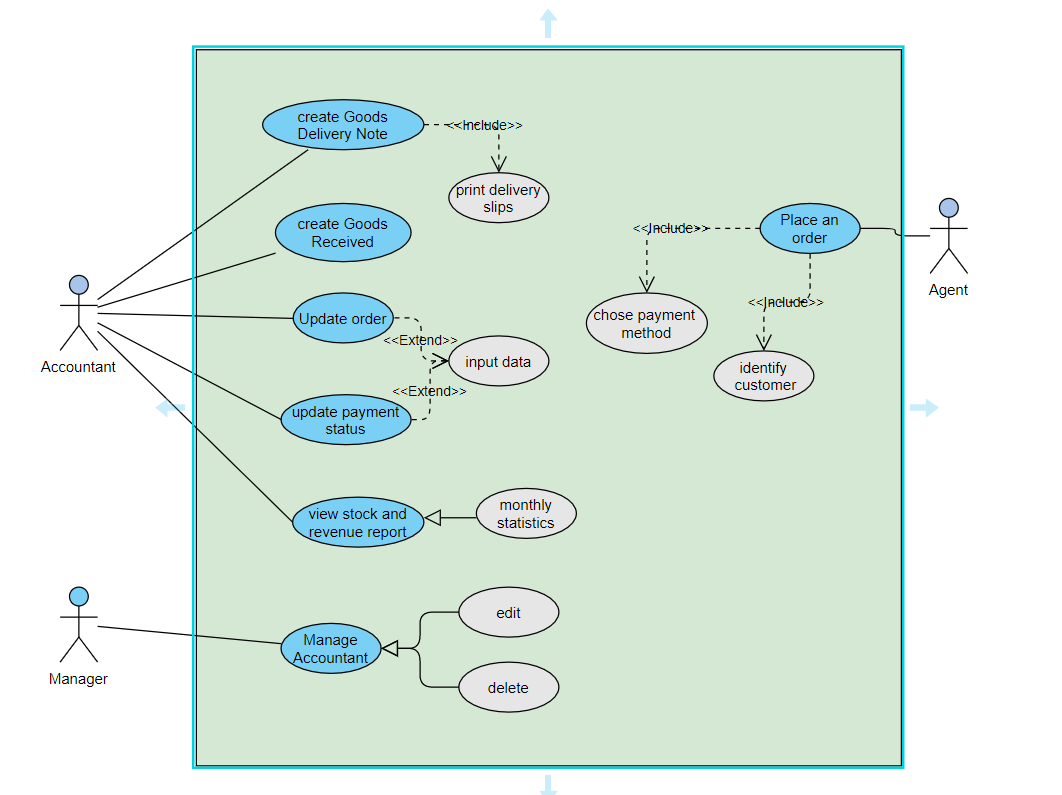 create Goods
Delivery Note
<<Include>>
print delivery
slips
create Goods
Received
<<Include>>
Place an
order
Agent
<<Include>>
chose payment
method
identify
customer
Accountant
Update order
<<Extend>>
input data
<<Extend>>
update payment
status
view stock and
revenue report
monthly
statistics
Manager
Manage
Accountant
edit
delete